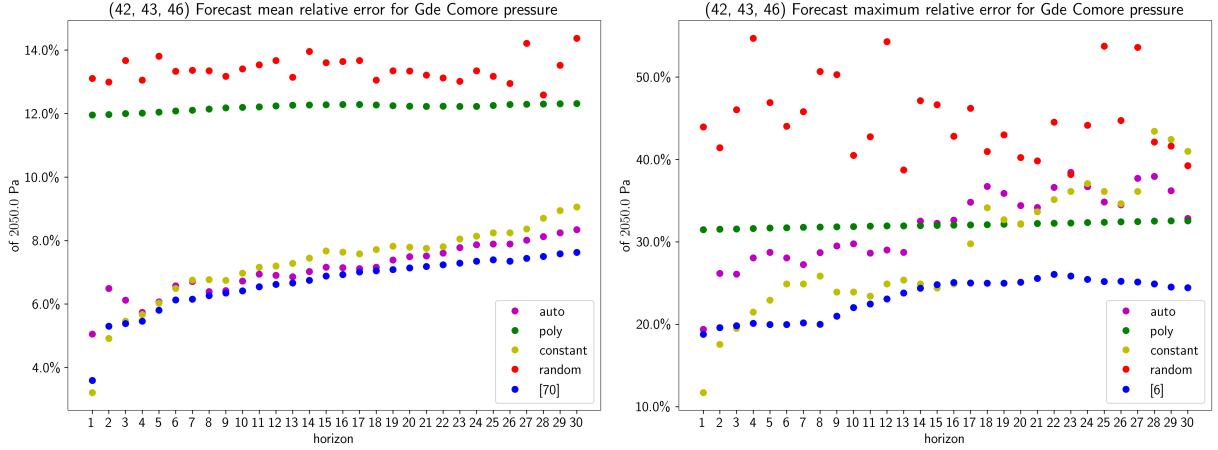 (42, 43, 46) Forecast mean relative error for Gde Comore pressure
14.0%
12.0%
10.0%
8.0%
6.0%
4.0%
of 2050.0 Pa
auto
poly
constant
random
[70]
1 2 3 4 5 6 7 8 9 10 11 12 13 14 15 16 17 18 19 20 21 22 23 24 25 26 27 28 29 30
horizon
(42, 43, 46) Forecast maximum relative error for Gde Comore pressure
50.0%
40.0%
30.0%
20.0%
10.0%
of 2050.0 Pa
auto
poly
constant
random
[6]
1 2 3 4 5 6 7 8 9 10 11 12 13 14 15 16 17 18 19 20 21 22 23 24 25 26 27 28 29 30
horizon